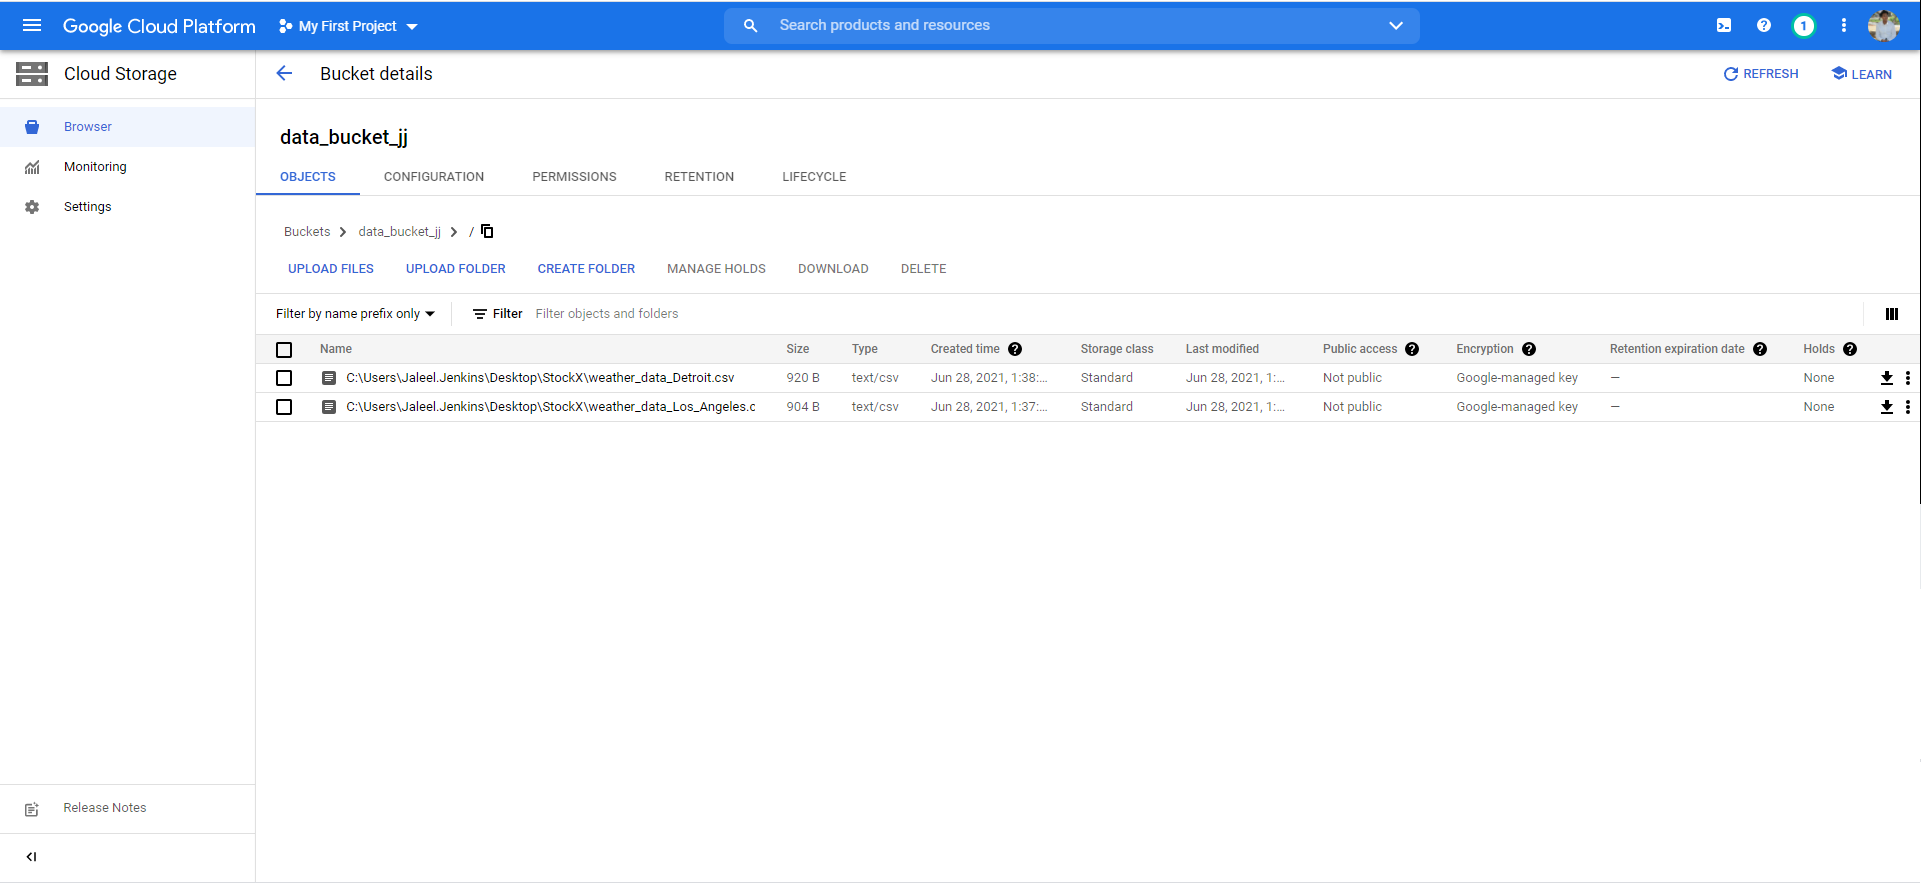 Google Cloud Platform My First Project Search products and resources 1
Cloud Storage Bucket details REFRESH LEARN
Browser
Monitoring
Settings
data_bucket_jj
OBJECTS CONFIGURATION PERMISSIONS RETENTION LIFECYCLE
Buckets > data_bucket_jj > /
UPLOAD FILES UPLOAD FOLDER CREATE FOLDER MANAGE HOLDS DOWNLOAD DELETE
Filter by name prefix only Filter Filter objects and folders
Name Size Type Created time ? Storage class Last modified Public access ? Encryption ? Retention expiration date ? Holds ?
C:\Users\Jaleel.Jenkins\Desktop\StockX\weather_data_Detroit.csv 920 B text/csv Jun 28, 2021, 1:38:... Standard Jun 28, 2021, 1:... Not public Google-managed key — None
C:\Users\Jaleel.Jenkins\Desktop\StockX\weather_data_Los_Angeles.c 904 B text/csv Jun 28, 2021, 1:37:... Standard Jun 28, 2021, 1:... Not public Google-managed key — None
Release Notes